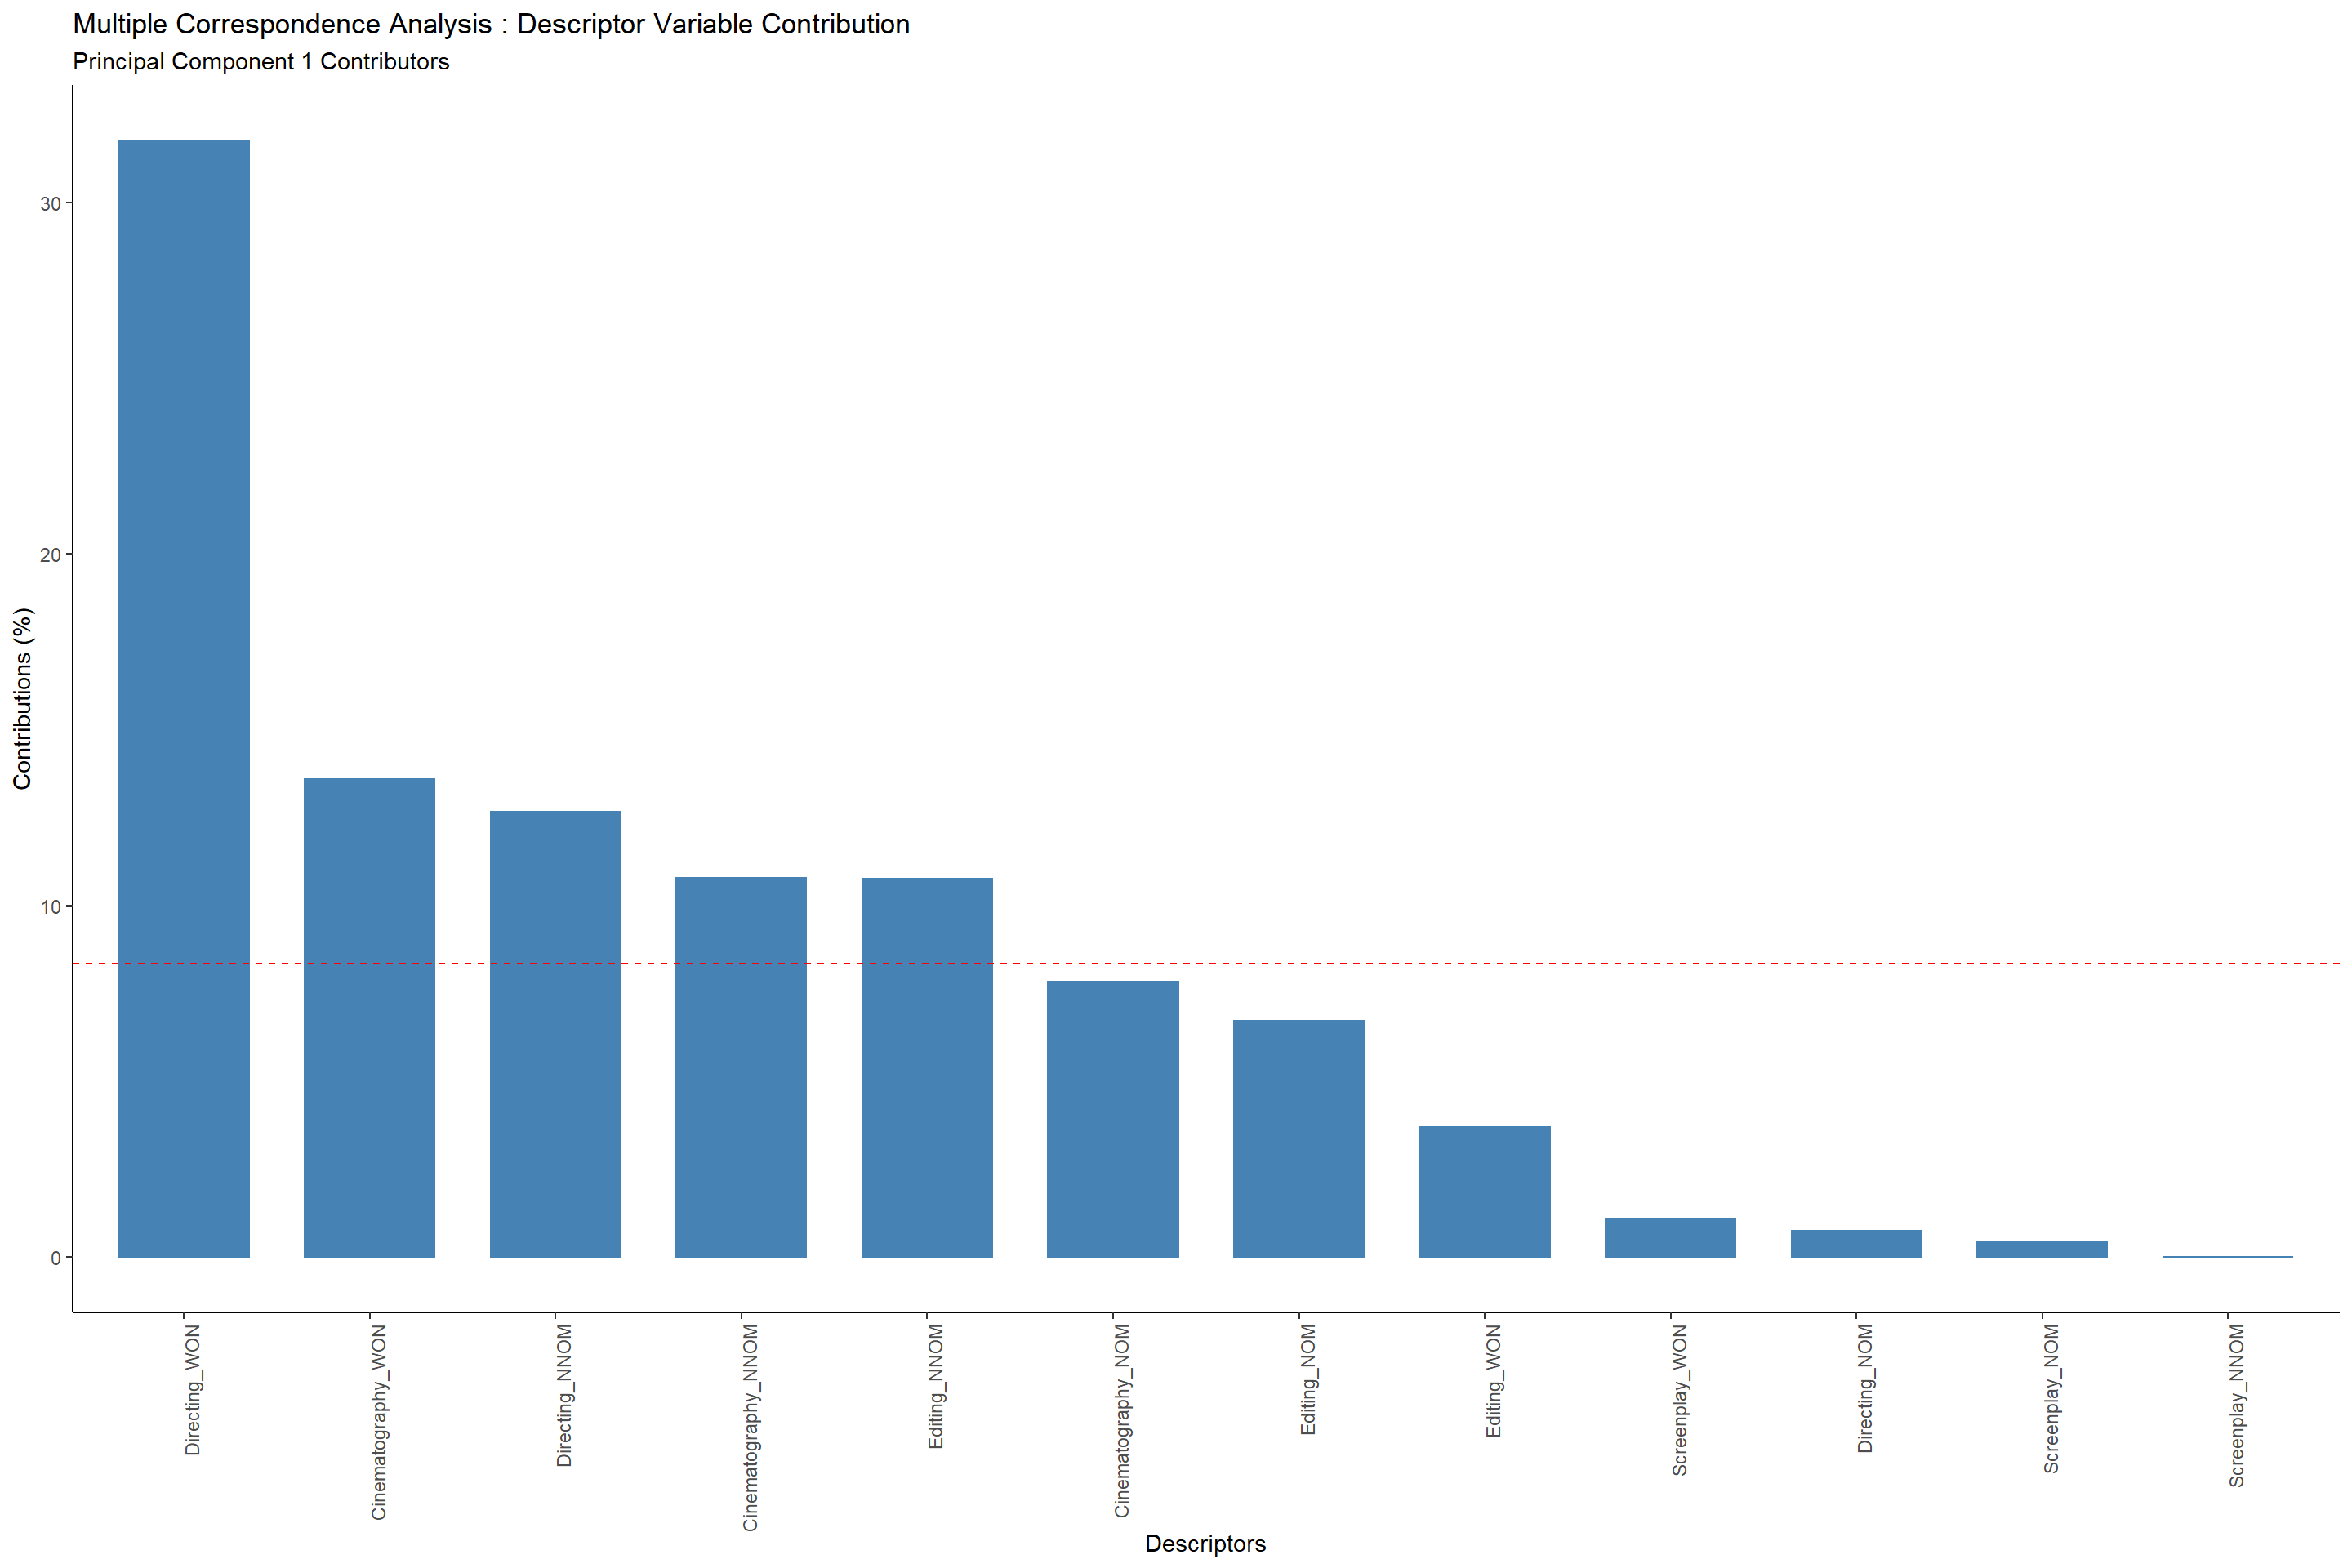 Multiple Correspondence Analysis : Descriptor Variable Contribution
Principal Component 1 Contributors
Contributions (%)
30
20
10
0
Directing_WON
Cinematography_WON
Directing_NNOM
Cinematography_NNOM
Editing_NNOM
Cinematography_NOM
Editing_NOM
Editing_WON
Screenplay_WON
Directing_NOM
Screenplay_NOM
Screenplay_NNOM
Descriptors